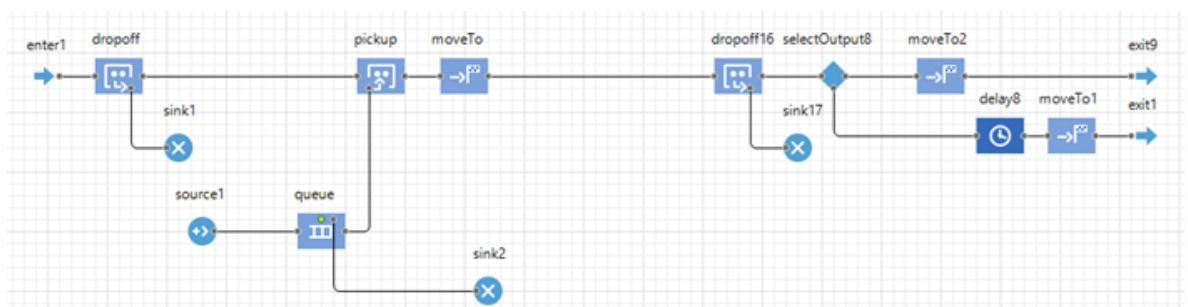 enter1
dropoff
pickup
moveTo
dropoff16
selectOutput8
moveTo2
exit9
sink1
sink17
delay8
moveTo1
exit1
source1
queue
sink2